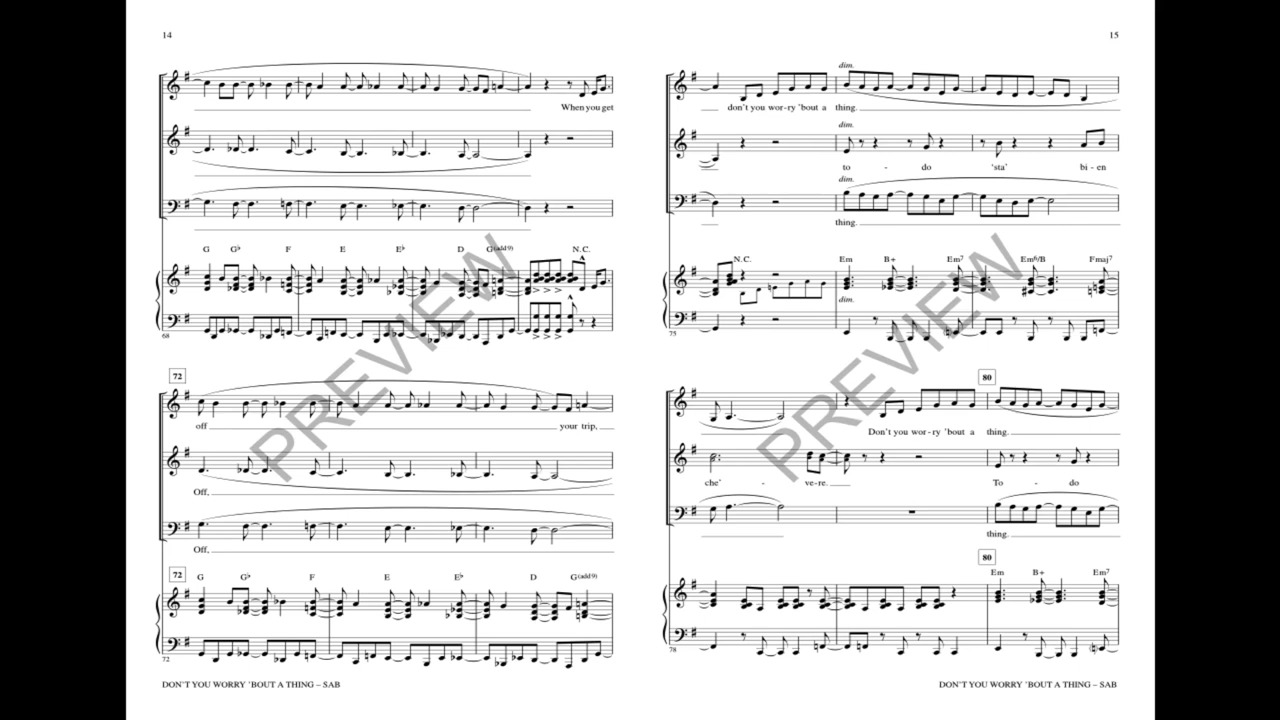 14
When you get
G G♭ F E E♭ D G(add9) N.C.
68
72
off your trip,
Off,
Off,
72
G G♭ F E E♭ D G(add9)
72
DON'T YOU WORRY 'BOUT A THING – SAB
15
dim.
don't you wor - ry 'bout a thing.
dim.
to - do 'sta' bi - en
dim.
thing.
N.C. Em B+ Em7 Em6/B Fmaj7
dim.
75
80
Don't you wor - ry 'bout a thing.
che' - ve - re. To - do
thing.
80
Em B+ Em7
78
DON'T YOU WORRY 'BOUT A THING – SAB
PREVIEW
PREVIEW